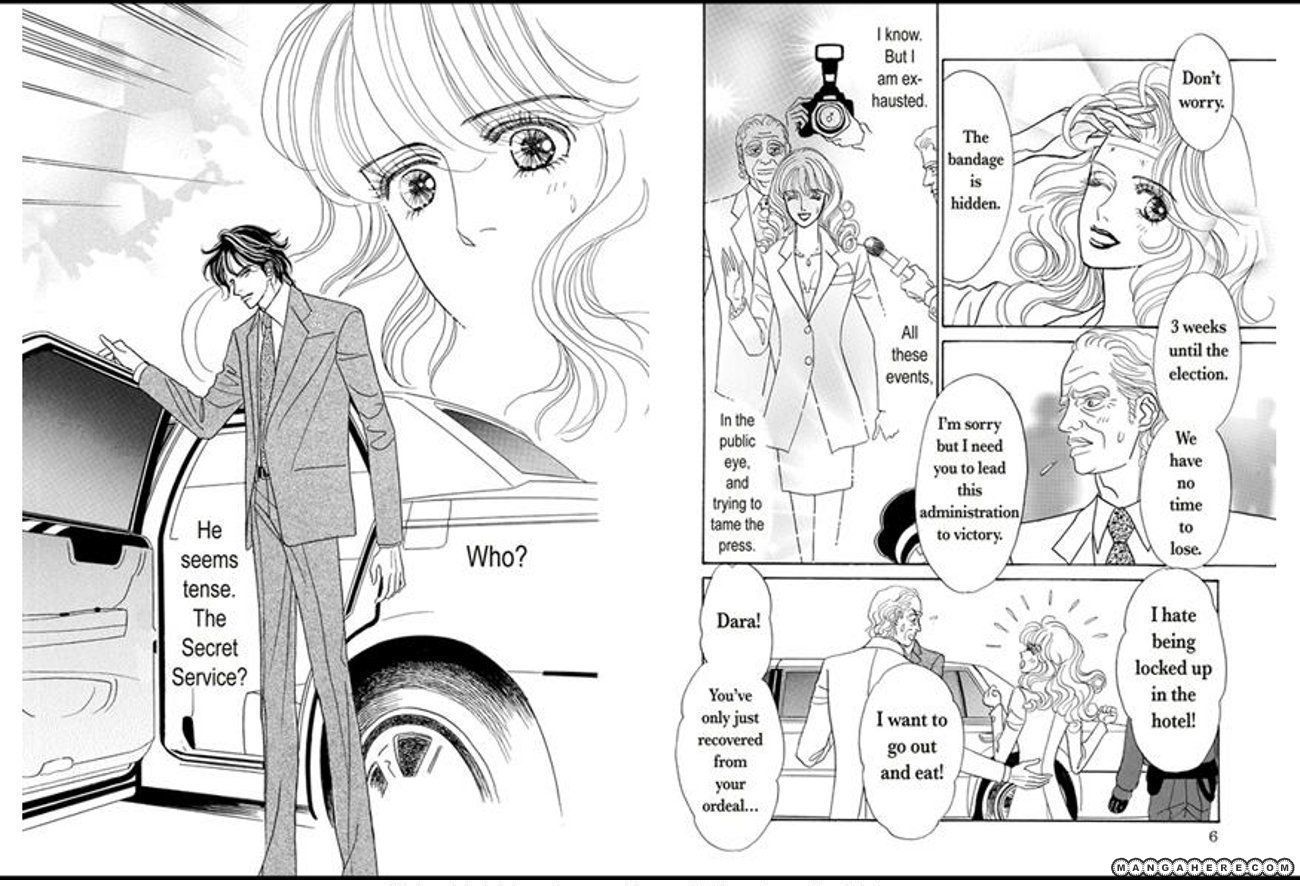 Don't
worry.
The
bandage
is
hidden.
3 weeks
until the
election.
We
have
no
time
to
lose.
I'm sorry
but I need
you to lead
this
administration
to victory.
I know.
But I
am ex-
hausted.
All
these
events,
In the
public
eye,
and
trying to
tame the
press.
I hate
being
locked up
in the
hotel!
I want to
go out
and eat!
Dara!
You've
only just
recovered
from
your
ordeal...
6
Who?
He
seems
tense.
The
Secret
Service?
MANGAHERE.COM